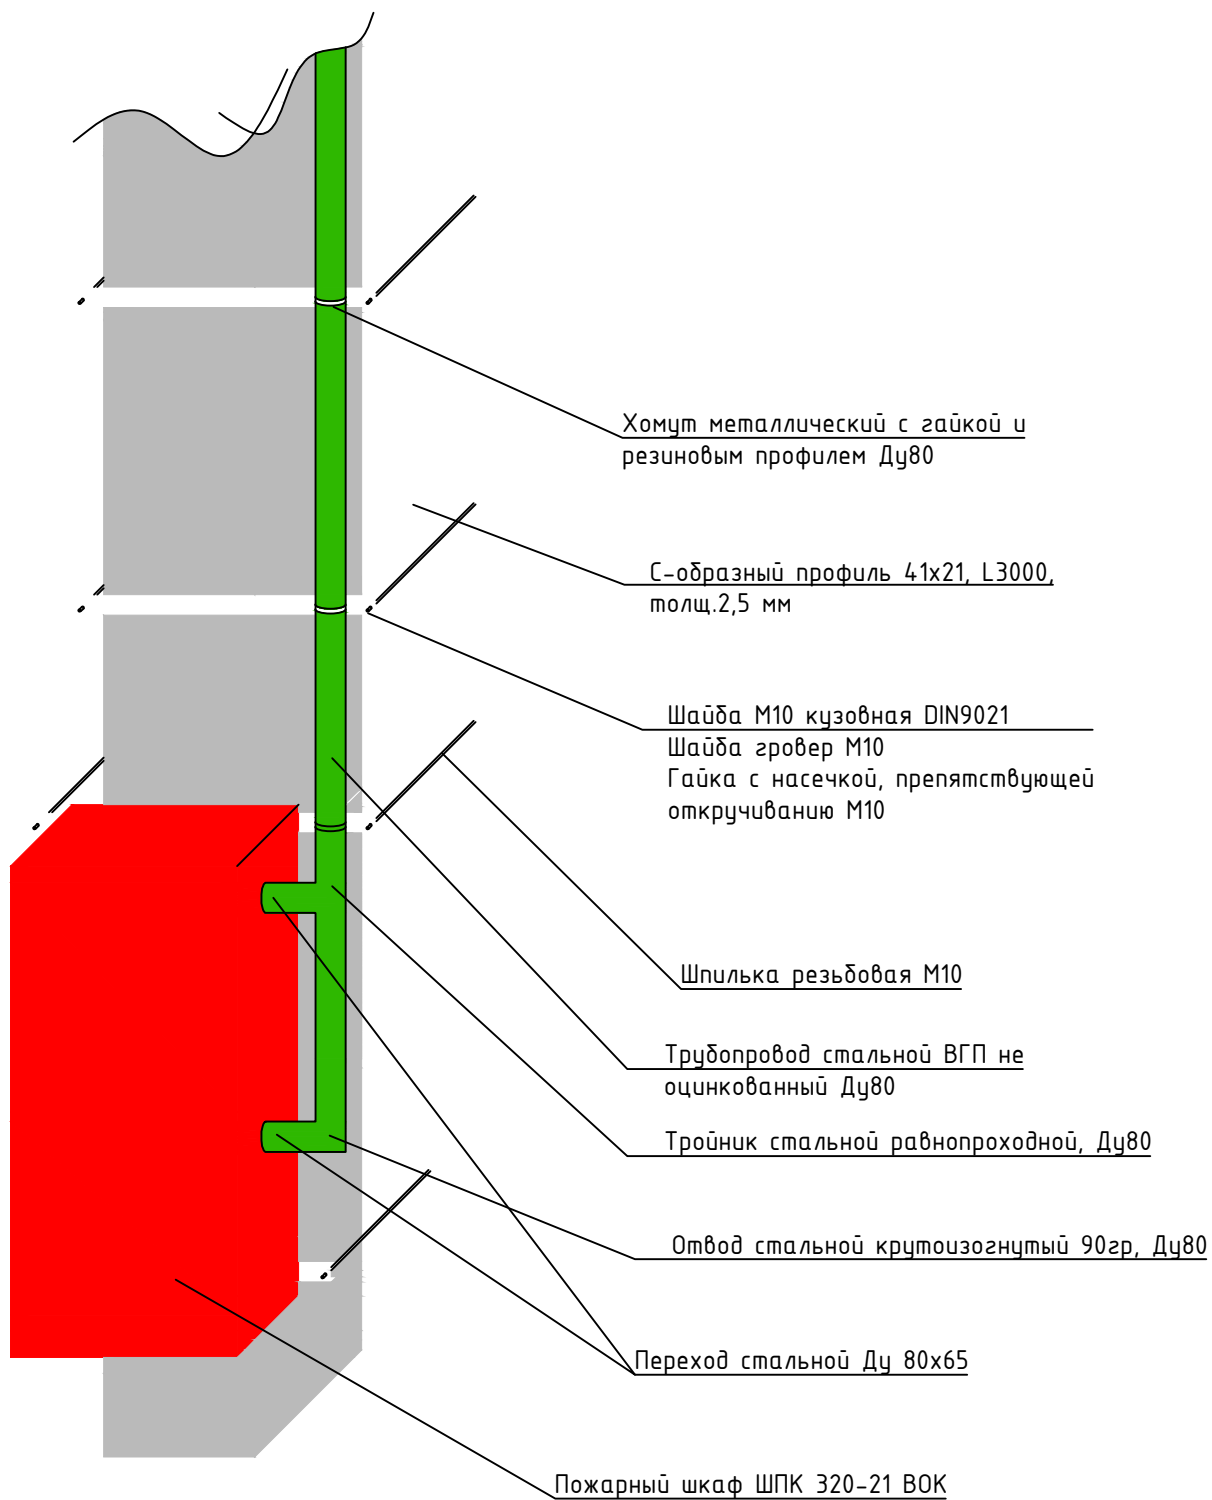 Хомут металлический с гайкой и
резиновым профилем Ду80
С-образный профиль 41х21, L3000,
толщ.2,5 мм
Шайба М10 кузовная DIN9021
Шайба гровер М10
Гайка с насечкой, препятствующей
откручиванию М10
Шпилька резьбовая М10
Трубопровод стальной ВГП не
оцинкованный Ду80
Тройник стальной равнопроходной, Ду80
Отвод стальной крутоизогнутый 90гр, Ду80
Переход стальной Ду 80х65
Пожарный шкаф ШПК 320-21 ВОК